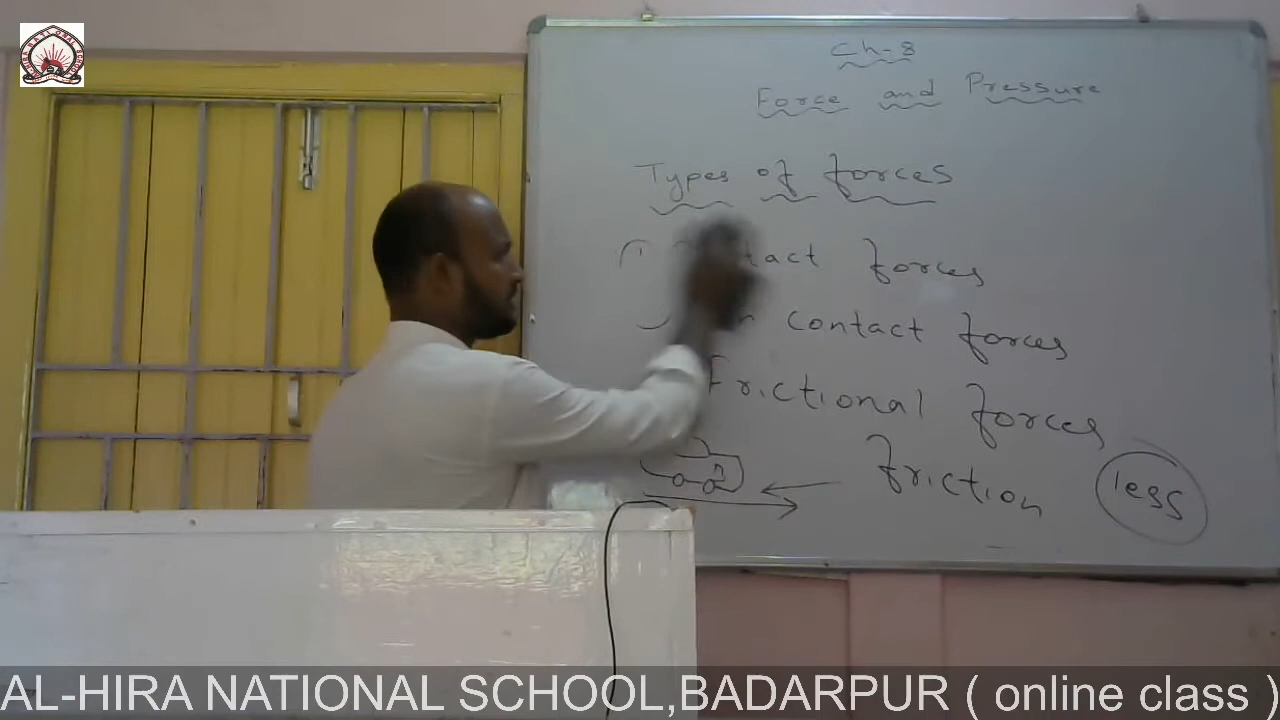 Ch-8
Force and Pressure
Types of forces
forces
contact forces
Frictional forces
friction less
AL-HIRA NATIONAL SCHOOL,BADARPUR ( online class )